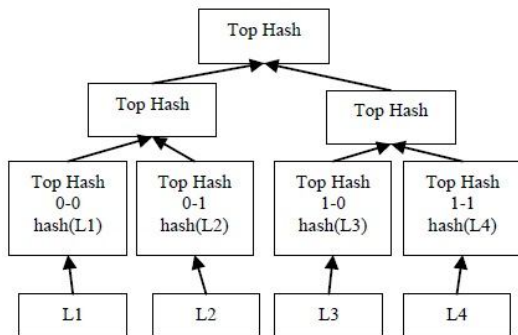 Top Hash
Top Hash
Top Hash
Top Hash
0-0
hash(L1)
Top Hash
0-1
hash(L2)
Top Hash
1-0
hash(L3)
Top Hash
1-1
hash(L4)
L1
L2
L3
L4